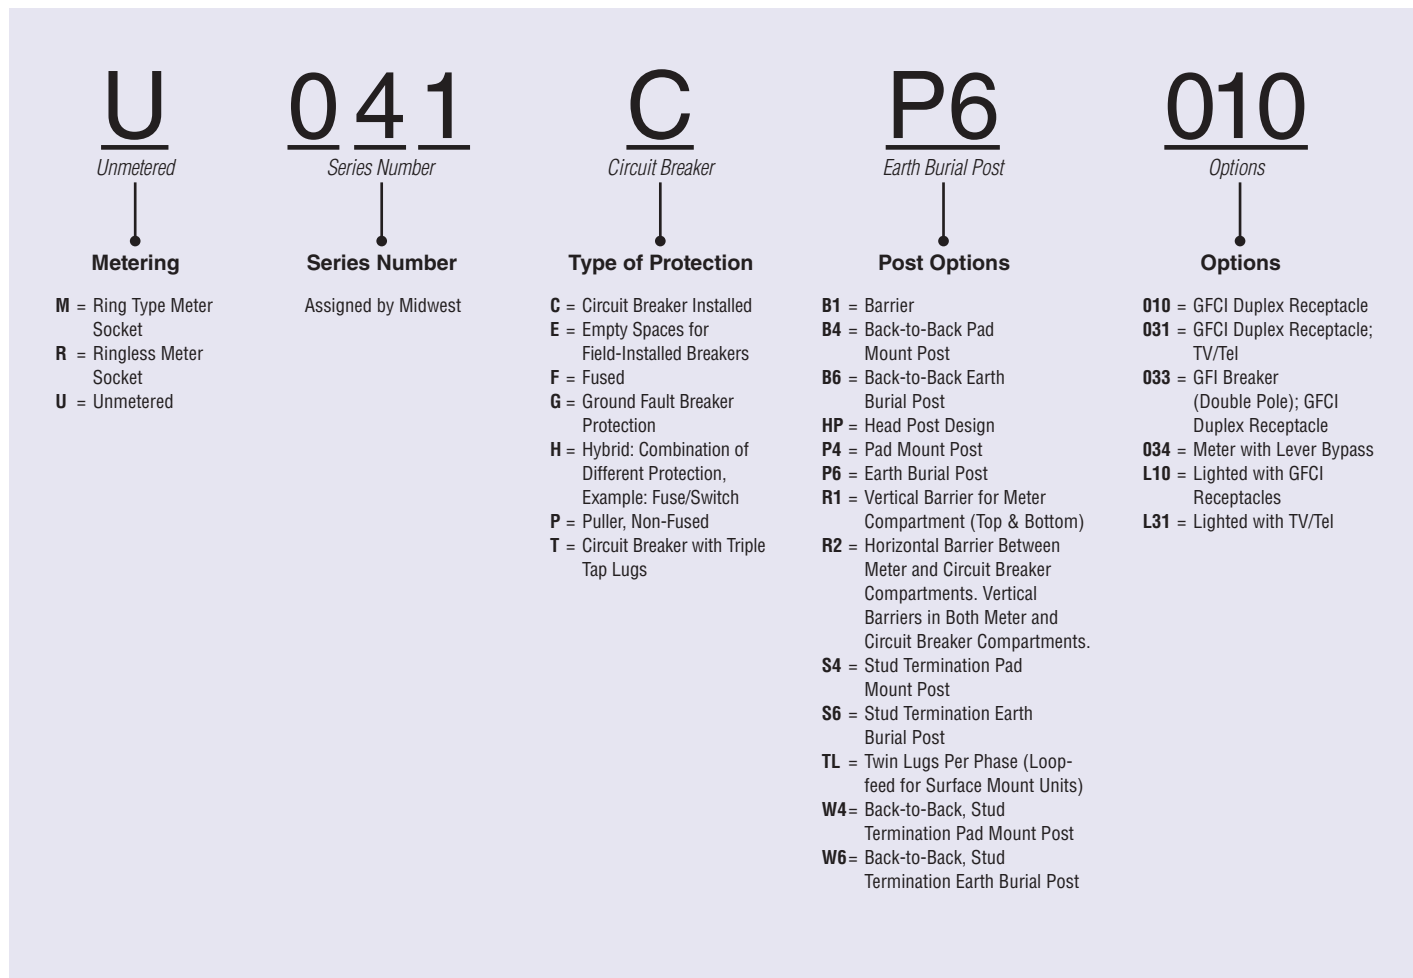 U 0 4 1 C P6 010
Unmetered Series Number Circuit Breaker Earth Burial Post Options
Metering
M = Ring Type Meter
Socket
R = Ringless Meter
Socket
U = Unmetered
Series Number
Assigned by Midwest
Type of Protection
C = Circuit Breaker Installed
E = Empty Spaces for
Field-Installed Breakers
F = Fused
G = Ground Fault Breaker
Protection
H = Hybrid: Combination of
Different Protection,
Example: Fuse/Switch
P = Puller, Non-Fused
T = Circuit Breaker with Triple
Tap Lugs
Post Options
B1 = Barrier
B4 = Back-to-Back Pad
Mount Post
B6 = Back-to-Back Earth
Burial Post
HP = Head Post Design
P4 = Pad Mount Post
P6 = Earth Burial Post
R1 = Vertical Barrier for Meter
Compartment (Top & Bottom)
R2 = Horizontal Barrier Between
Meter and Circuit Breaker
Compartments. Vertical
Barriers in Both Meter and
Circuit Breaker Compartments.
S4 = Stud Termination Pad
Mount Post
S6 = Stud Termination Earth
Burial Post
TL = Twin Lugs Per Phase (Loop-
feed for Surface Mount Units)
W4= Back-to-Back, Stud
Termination Pad Mount Post
W6= Back-to-Back, Stud
Termination Earth Burial Post
Options
010 = GFCI Duplex Receptacle
031 = GFCI Duplex Receptacle;
TV/Tel
033 = GFI Breaker
(Double Pole); GFCI
Duplex Receptacle
034 = Meter with Lever Bypass
L10 = Lighted with GFCI
Receptacles
L31 = Lighted with TV/Tel